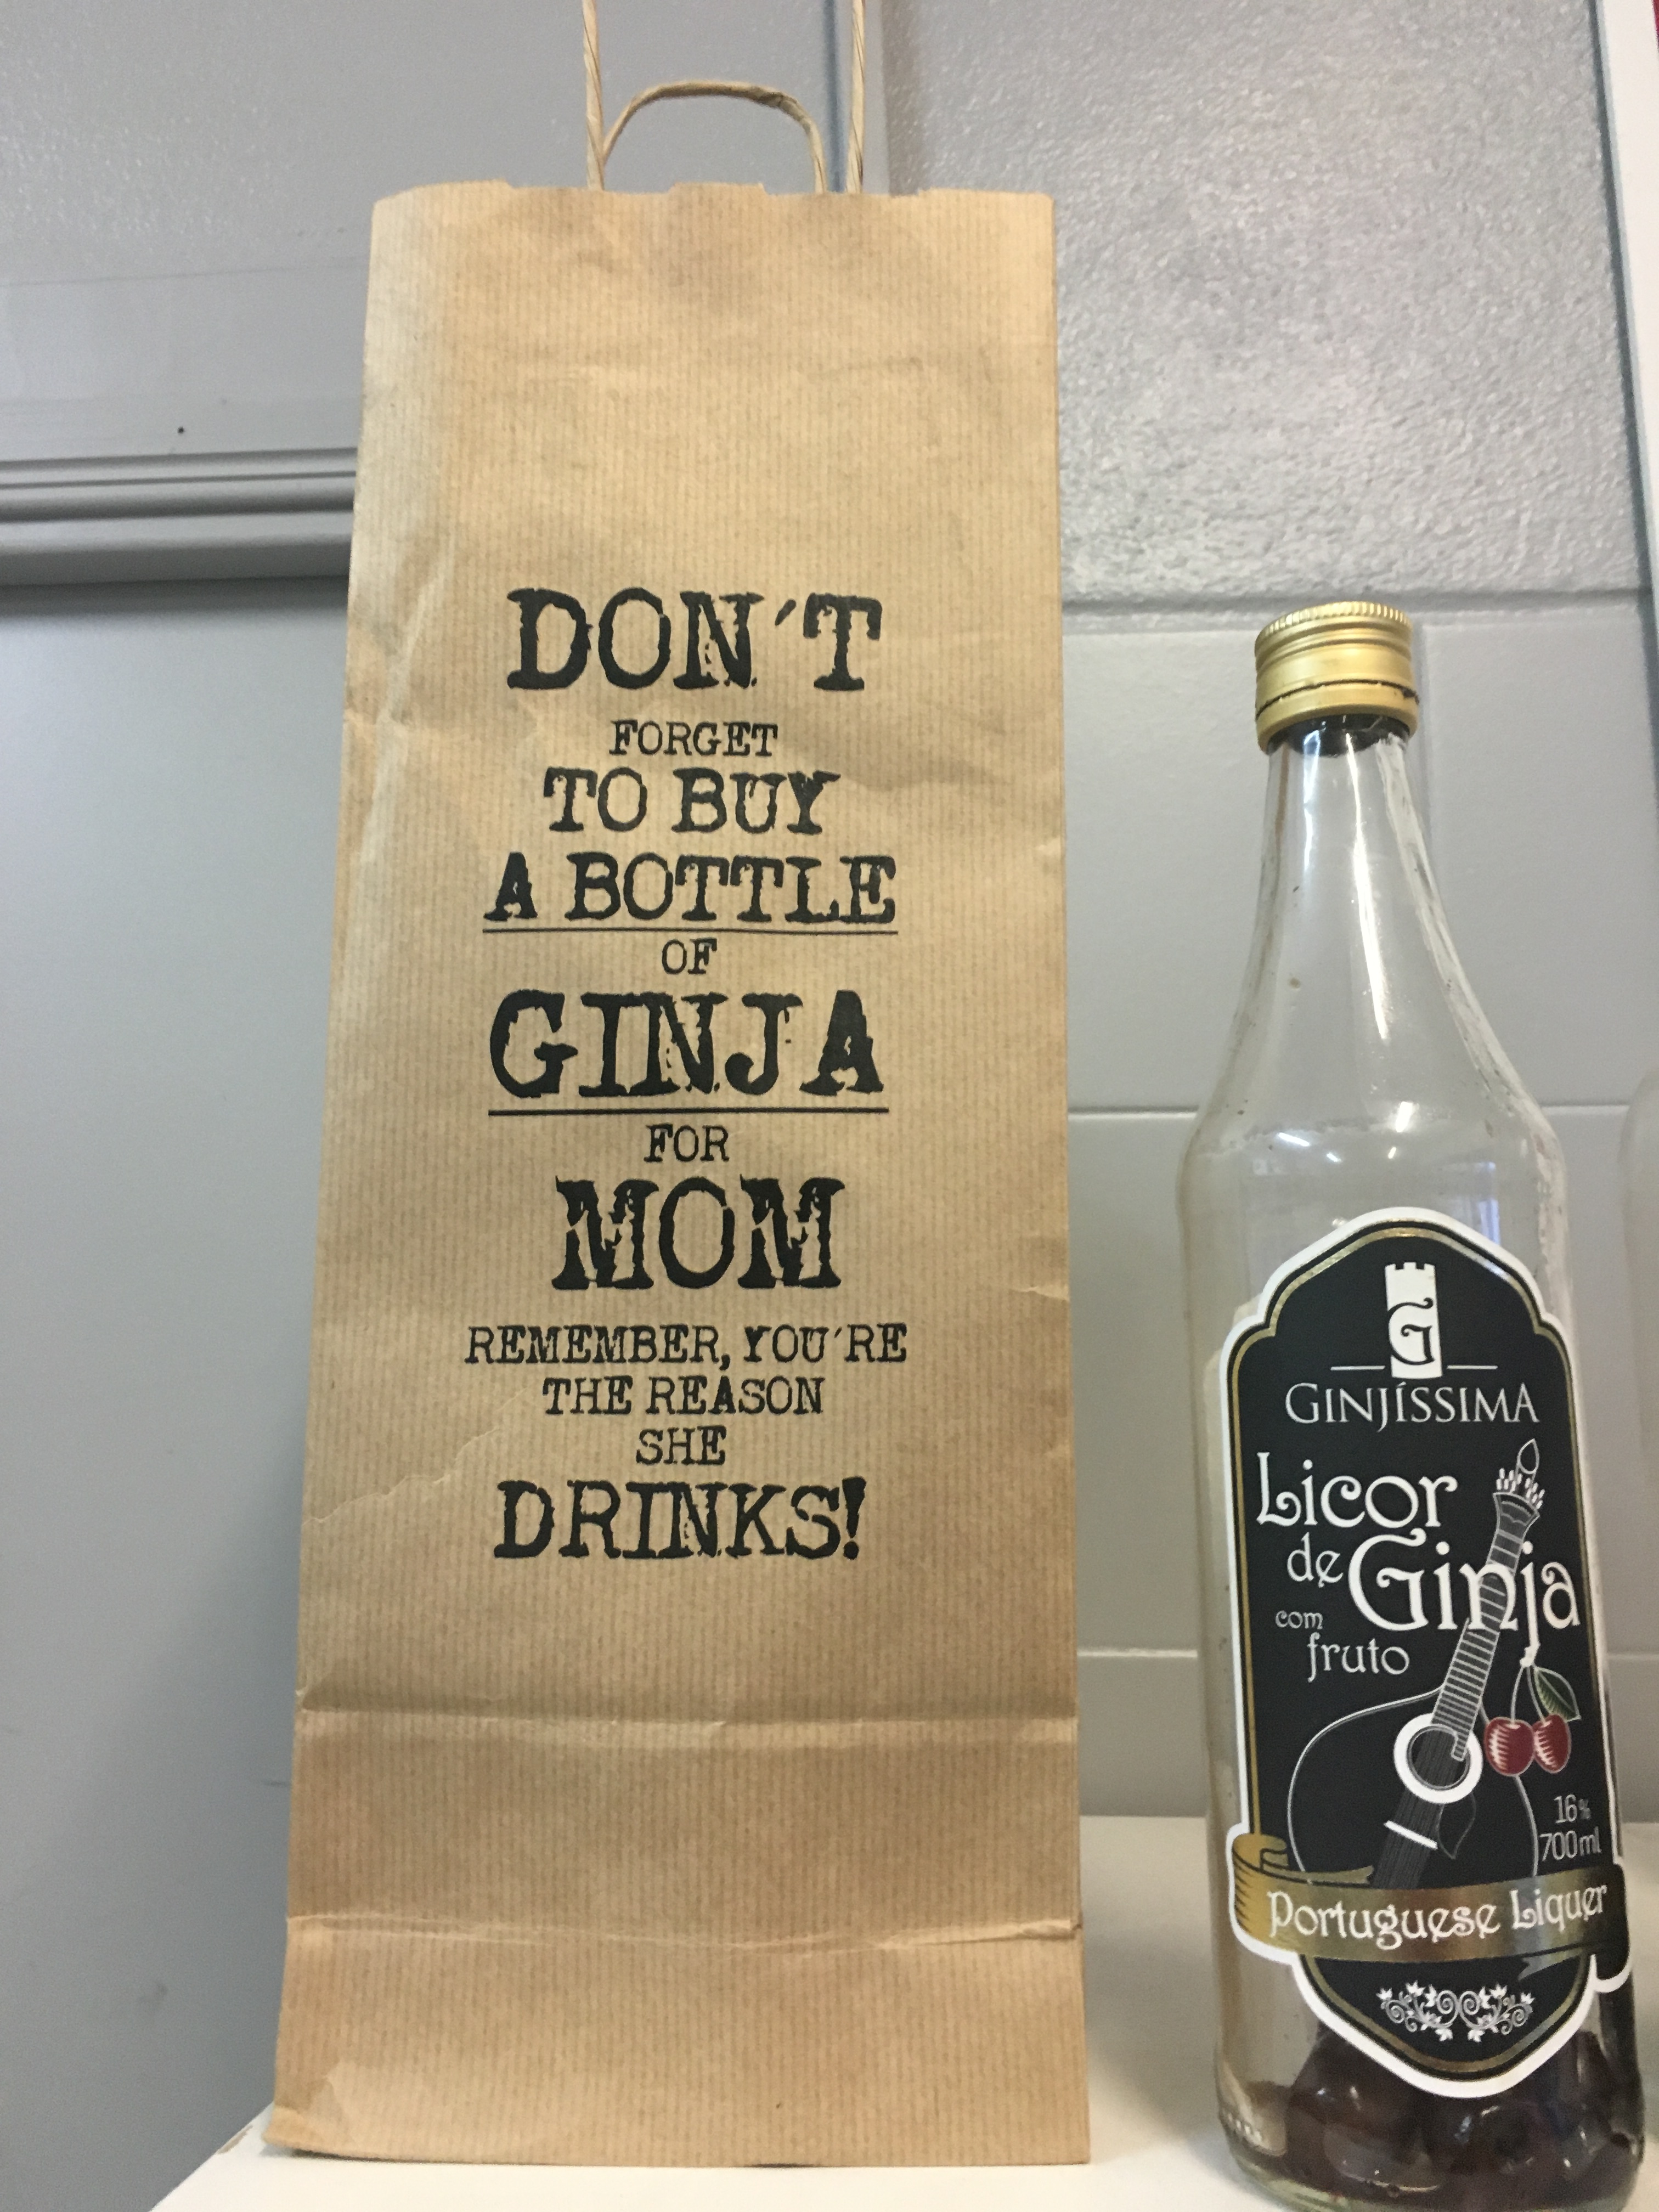 DON´T
FORGET
TO BUY
A BOTTLE
OF
GINJA
FOR
MOM
REMEMBER, YOU´RE
THE REASON
SHE
DRINKS!
G
GINJÍSSIMA
Licor
de Ginja
com
fruto
16%
700ml
Portuguese Liquer